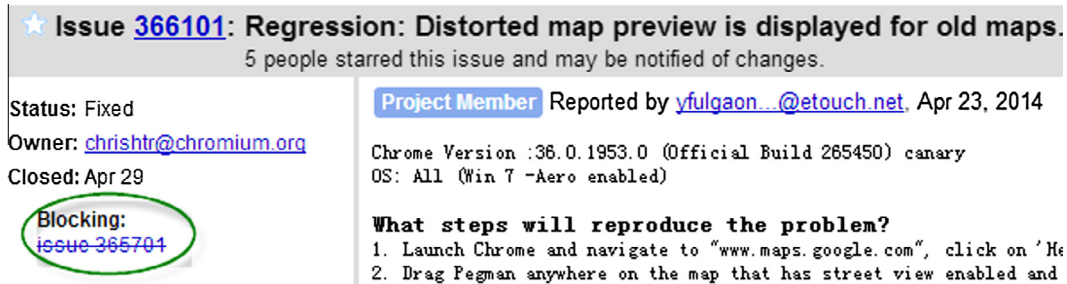 Issue 366101: Regression: Distorted map preview is displayed for old maps.
5 people starred this issue and may be notified of changes.
Status: Fixed
Owner: chrishtr@chromium.org
Closed: Apr 29
Blocking:
issue 365701
Project Member Reported by yfulgaon...@etouch.net, Apr 23, 2014
Chrome Version :36.0.1953.0 (Official Build 265450) canary
OS: All (Win 7 -Aero enabled)
What steps will reproduce the problem?
1. Launch Chrome and navigate to "www.maps.google.com", click on 'He
2. Drag Pegman anywhere on the map that has street view enabled and